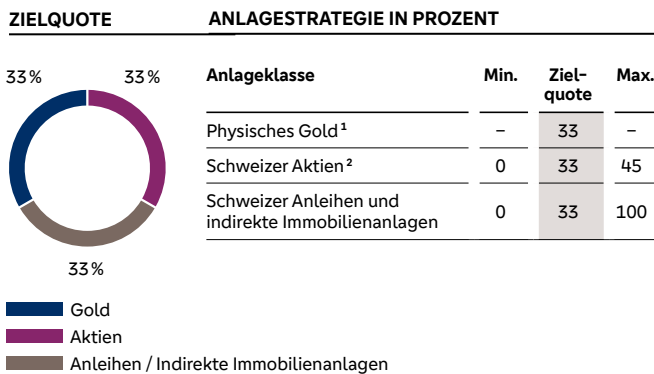 ZIELQUOTE
33 %
33 %
33 %
Gold
Aktien
Anleihen / Indirekte Immobilienanlagen
ANLAGESTRATEGIE IN PROZENT
Anlageklasse Min. Ziel- Max.
quote
Physisches Gold¹ – 33 –
Schweizer Aktien² 0 33 45
Schweizer Anleihen und
indirekte Immobilienanlagen 0 33 100